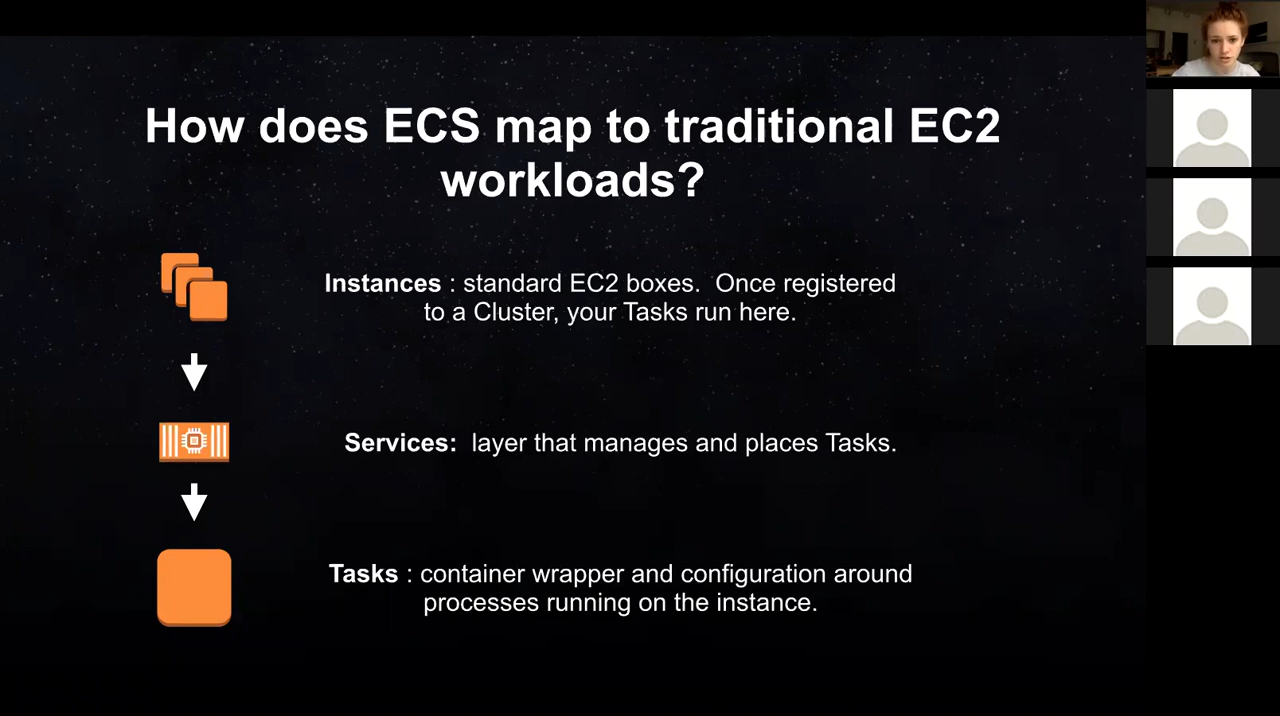 How does ECS map to traditional EC2
workloads?
Instances : standard EC2 boxes.  Once registered
to a Cluster, your Tasks run here.
Services:  layer that manages and places Tasks.
Tasks : container wrapper and configuration around
processes running on the instance.